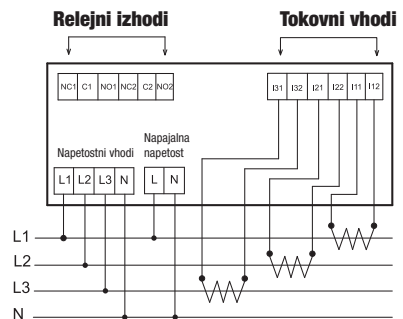 Relejni izhodi
Tokovni vhodi
NC1 C1 NO1 NC2 C2 NO2
I31 I32 I21 I22 I11 I12
Napetostni vhodi
Napajalna
napetost
L1 L2 L3 N
L N
L1
L2
L3
N